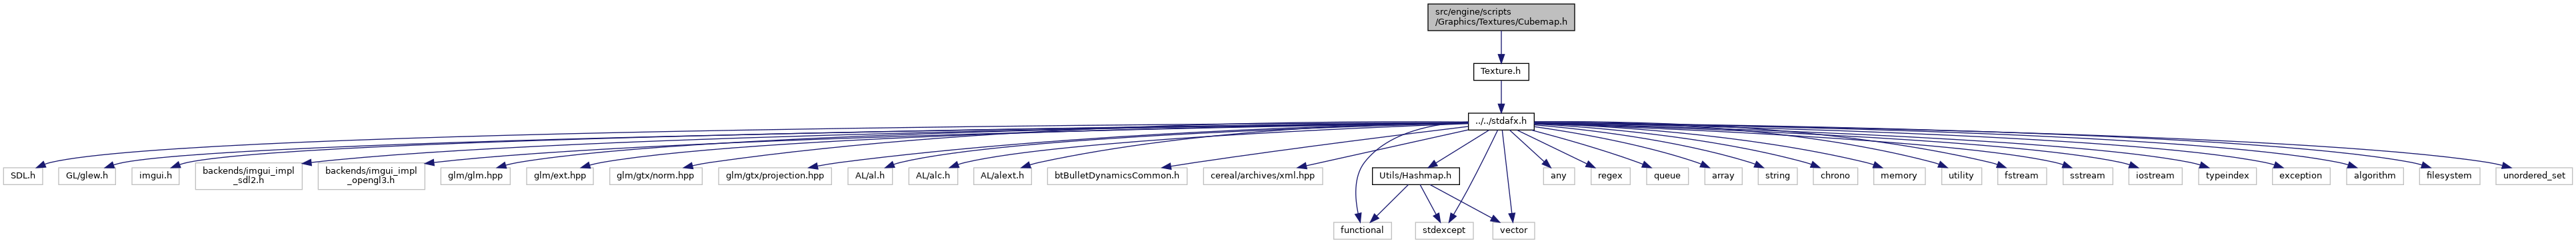 src/engine/scripts
/Graphics/Textures/Cubemap.h
Texture.h
../../stdafx.h
SDL.h
GL/glew.h
imgui.h
backends/imgui_impl
_sdl2.h
backends/imgui_impl
_opengl3.h
glm/glm.hpp
glm/ext.hpp
glm/gtx/norm.hpp
glm/gtx/projection.hpp
AL/al.h
AL/alc.h
AL/alext.h
btBulletDynamicsCommon.h
cereal/archives/xml.hpp
Utils/Hashmap.h
any
regex
queue
array
string
chrono
memory
utility
fstream
sstream
iostream
typeindex
exception
algorithm
filesystem
unordered_set
functional
stdexcept
vector